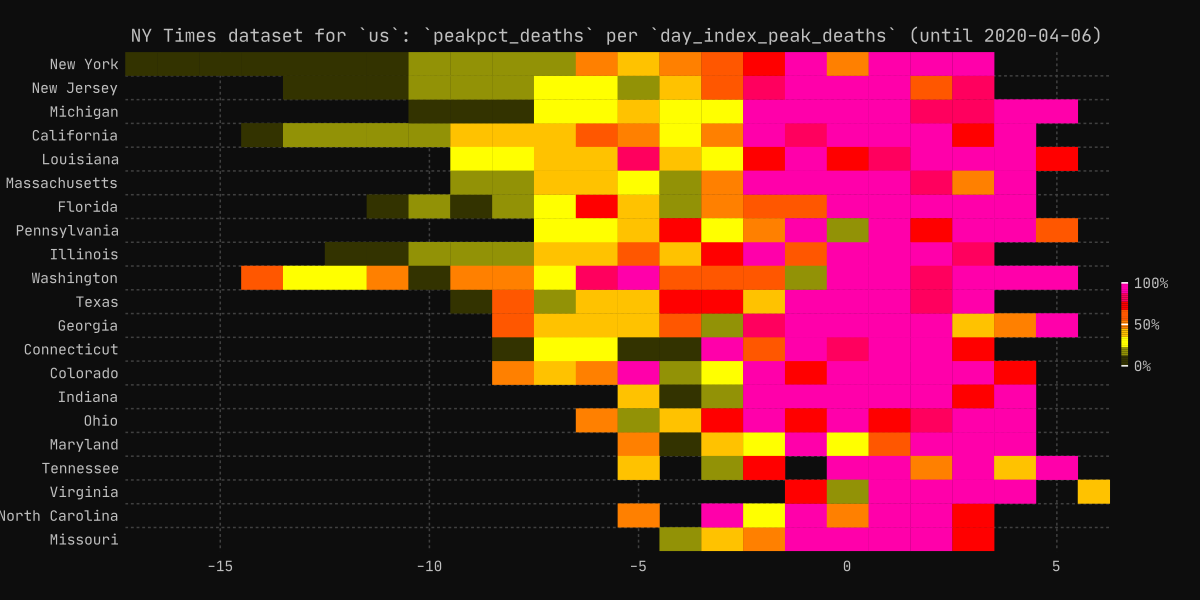 NY Times dataset for `us`: `peakpct_deaths` per `day_index_peak_deaths` (until 2020-04-06)
New York
New Jersey
Michigan
California
Louisiana
Massachusetts
Florida
Pennsylvania
Illinois
Washington
Texas
Georgia
Connecticut
Colorado
Indiana
Ohio
Maryland
Tennessee
Virginia
North Carolina
Missouri
-15 -10 -5 0 5
100%
50%
0%